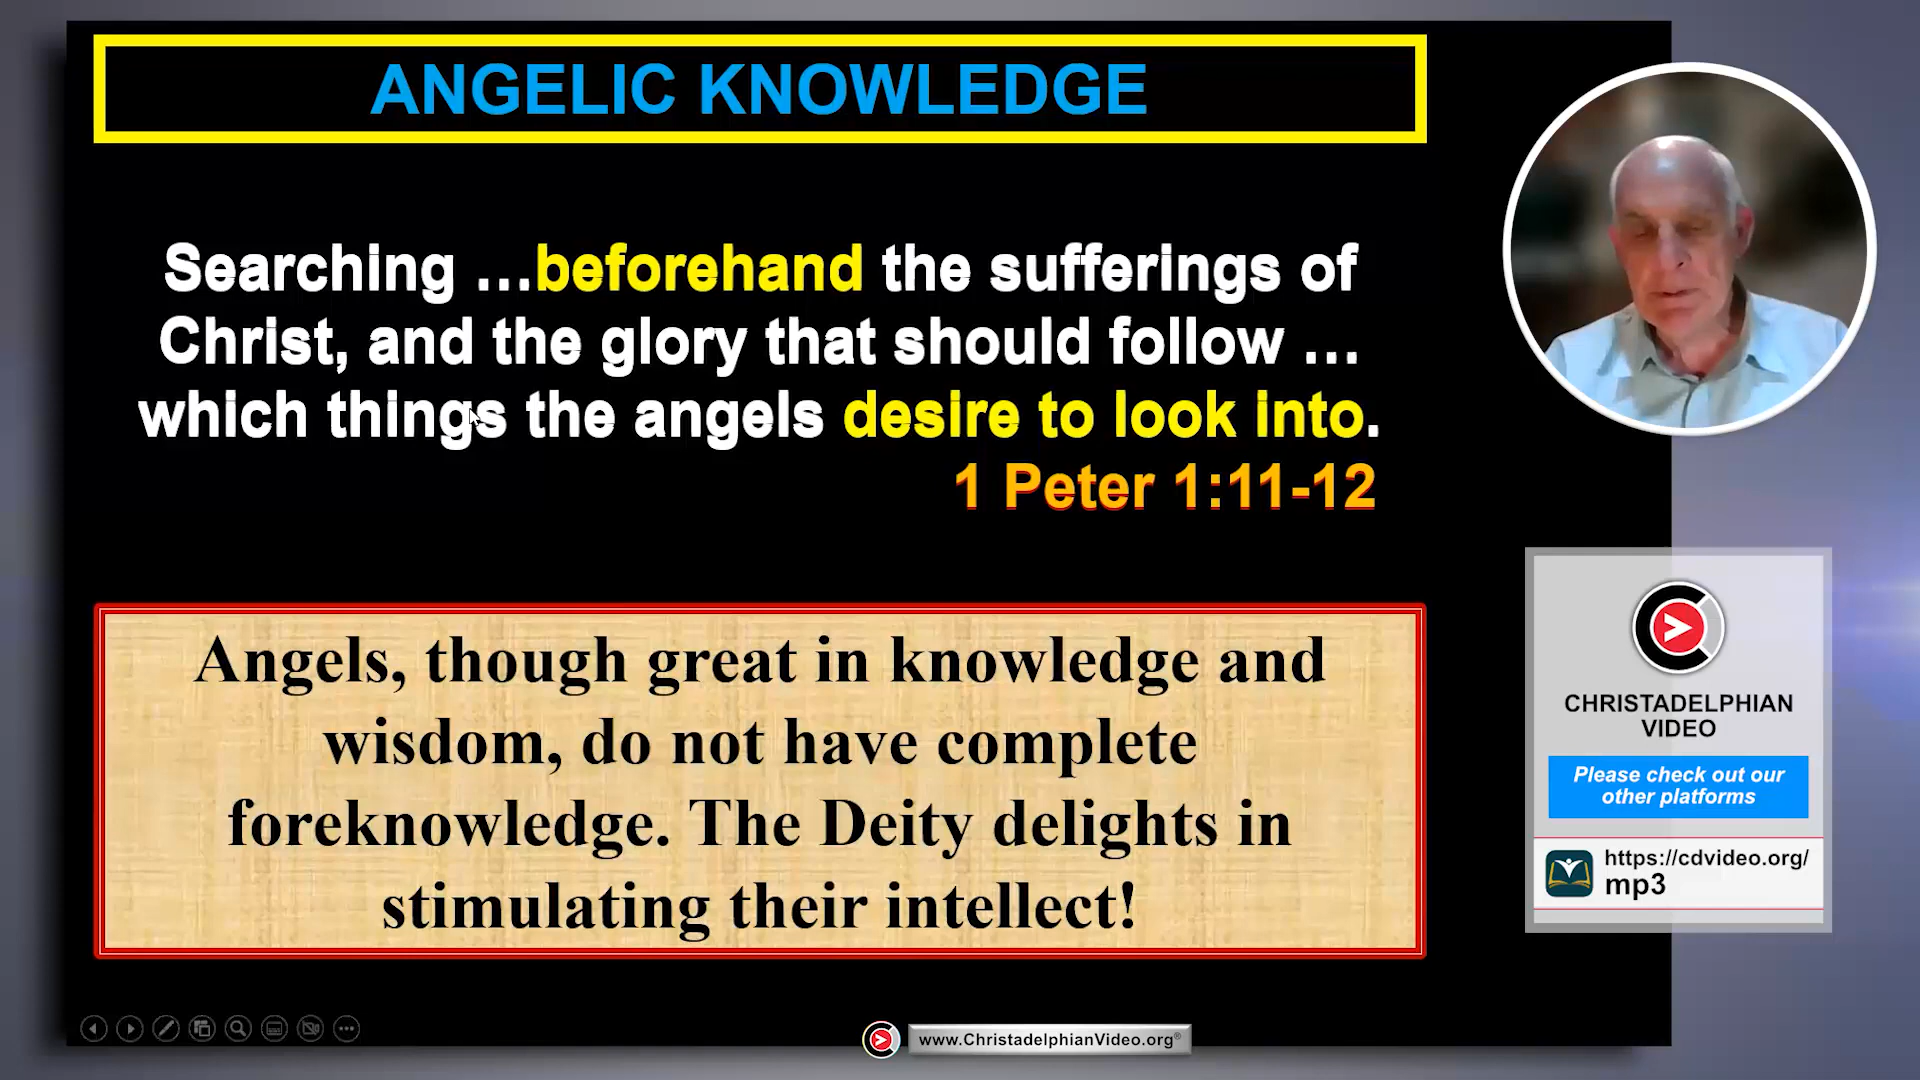 ANGELIC KNOWLEDGE
Searching …beforehand the sufferings of
Christ, and the glory that should follow …
which things the angels desire to look into.
1 Peter 1:11-12
Angels, though great in knowledge and
wisdom, do not have complete
foreknowledge. The Deity delights in
stimulating their intellect!
CHRISTADELPHIAN
VIDEO
Please check out our
other platforms
https://cdvideo.org/
mp3
www.ChristadelphianVideo.org®